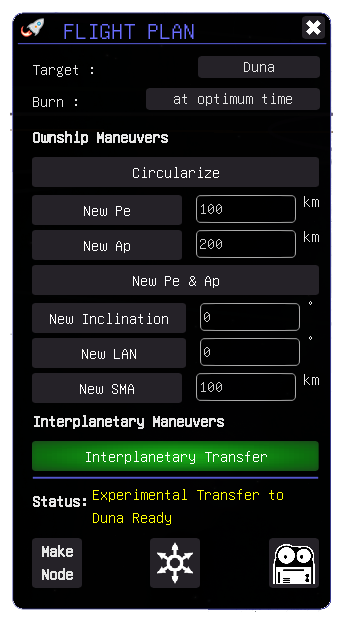 FLIGHT PLAN
Target : Duna
Burn : at optimum time
Ownship Maneuvers
Circularize
New Pe 100 km
New Ap 200 km
New Pe & Ap
New Inclination 0 °
New LAN 0 °
New SMA 100 km
Interplanetary Maneuvers
Interplanetary Transfer
Status: Experimental Transfer to
Duna Ready
Make
Node